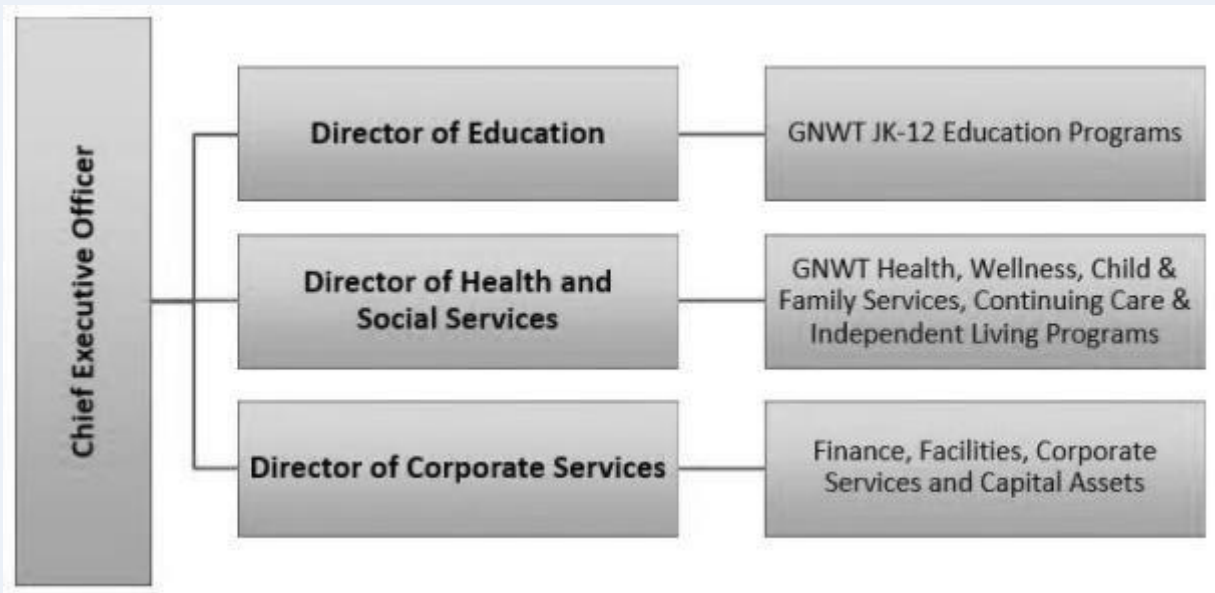 Chief Executive Officer
Director of Education
GNWT JK-12 Education Programs
Director of Health and
Social Services
GNWT Health, Wellness, Child &
Family Services, Continuing Care &
Independent Living Programs
Director of Corporate Services
Finance, Facilities, Corporate
Services and Capital Assets